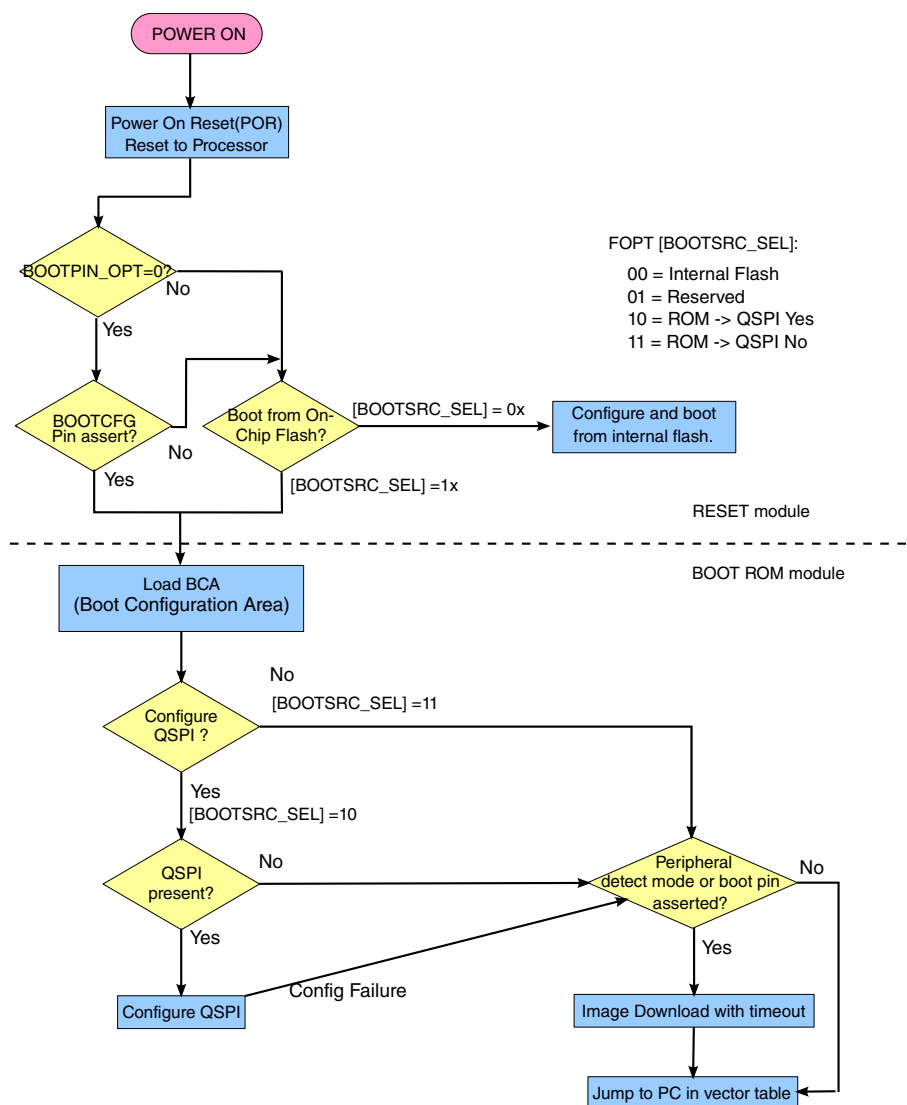 POWER ON
Power On Reset(POR)
Reset to Processor
BOOTPIN_OPT=0?
No
Yes
FOPT [BOOTSRC_SEL]:
00 = Internal Flash
01 = Reserved
10 = ROM -> QSPI Yes
11 = ROM -> QSPI No
BOOTCFG
Pin assert?
No
Yes
Boot from On-
Chip Flash?
[BOOTSRC_SEL] = 0x
Configure and boot
from internal flash.
[BOOTSRC_SEL] =1x
RESET module
BOOT ROM module
Load BCA
(Boot Configuration Area)
No
[BOOTSRC_SEL] =11
Configure
QSPI ?
Yes
[BOOTSRC_SEL] =10
QSPI
present?
No
Yes
Peripheral
detect mode or boot pin
asserted?
No
Yes
Configure QSPI
Config Failure
Image Download with timeout
Jump to PC in vector table